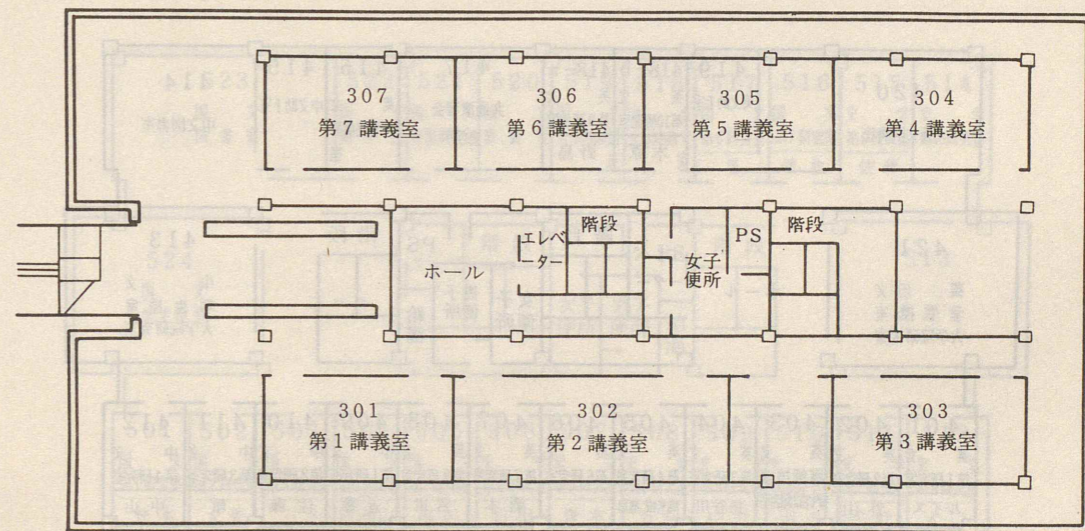 307
第7講義室
306
第6講義室
305
第5講義室
304
第4講義室
ホール
エレベ
ーター
階段
女子
便所
PS
階段
301
第1講義室
302
第2講義室
303
第3講義室